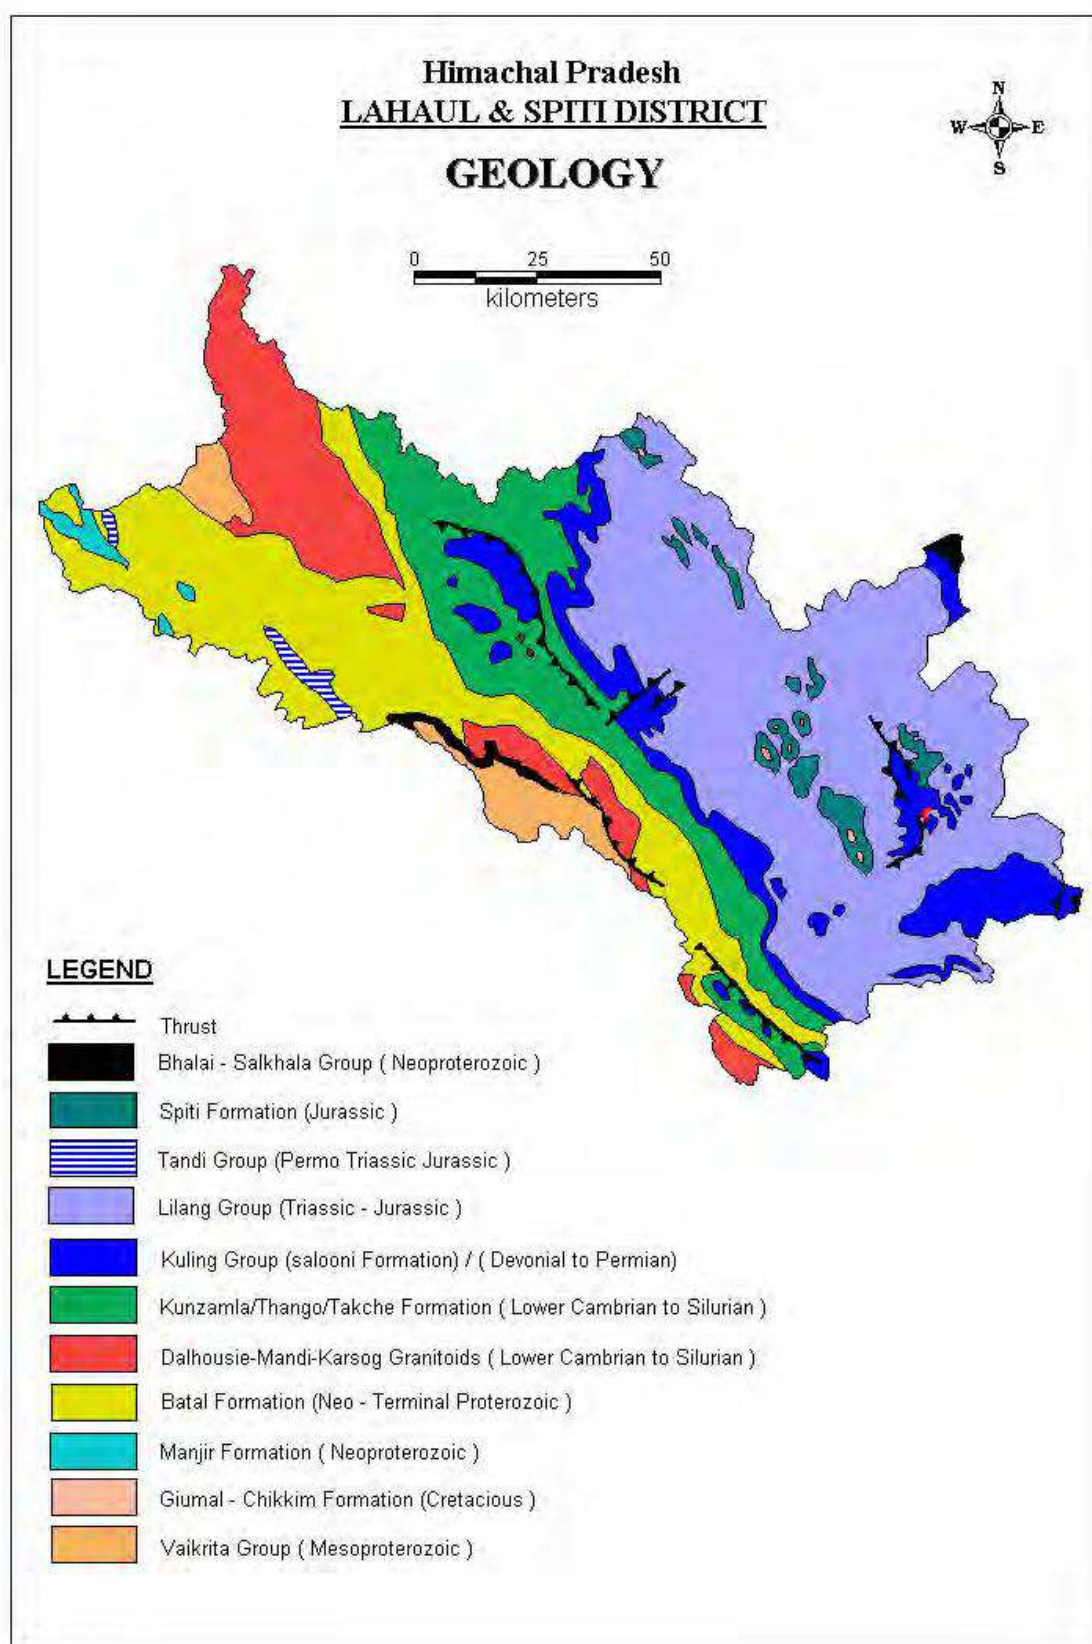 Himachal Pradesh
LAHAUL & SPITI DISTRICT
GEOLOGY
N
W E
S
0 25 50
kilometers
LEGEND
Thrust
Bhalai - Salkhala Group ( Neoproterozoic )
Spiti Formation (Jurassic )
Tandi Group (Permo Triassic Jurassic )
Lilang Group (Triassic - Jurassic )
Kuling Group (salooni Formation) / ( Devonial to Permian)
Kunzamla/Thango/Takche Formation ( Lower Cambrian to Silurian )
Dalhousie-Mandi-Karsog Granitoids ( Lower Cambrian to Silurian )
Batal Formation (Neo - Terminal Proterozoic )
Manjir Formation ( Neoproterozoic )
Giumal - Chikkim Formation (Cretacious )
Vaikrita Group ( Mesoproterozoic )